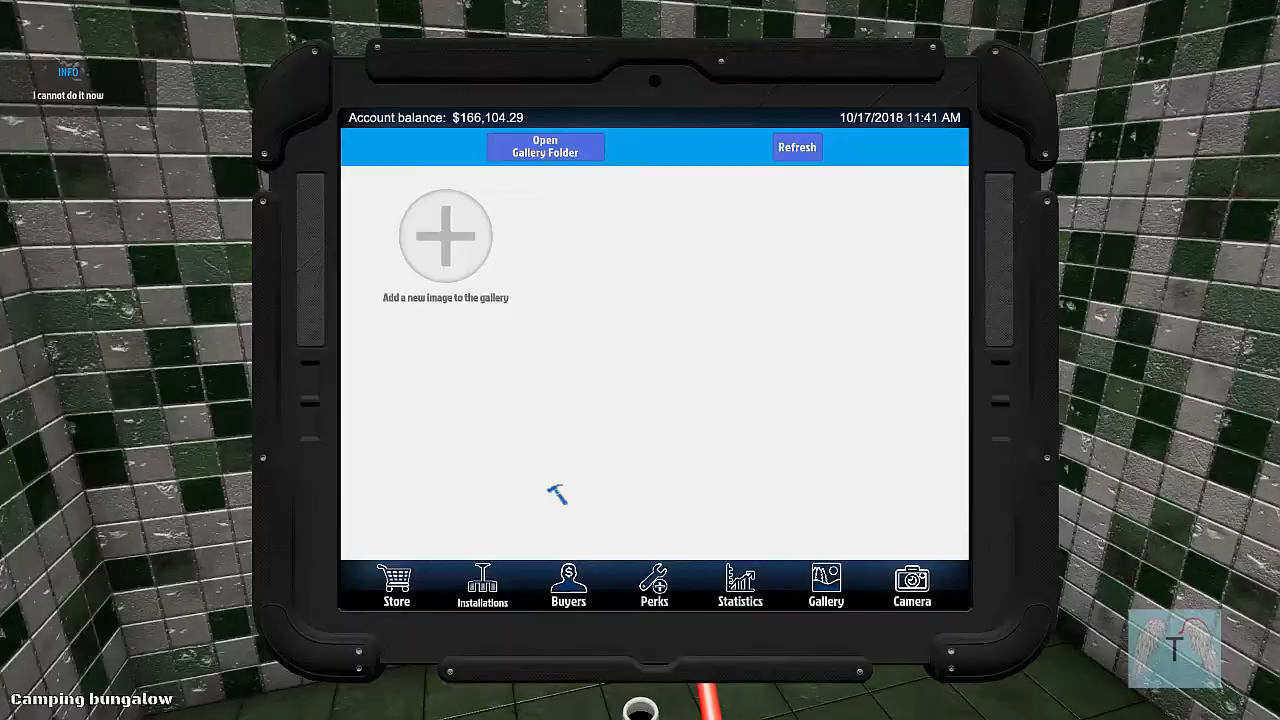 INFO
I cannot do it now
Account balance: $166,104.29
10/17/2018 11:41 AM
Open
Gallery Folder
Refresh
Add a new image to the gallery
Store
Installations
Buyers
Perks
Statistics
Gallery
Camera
T
Camping bungalow